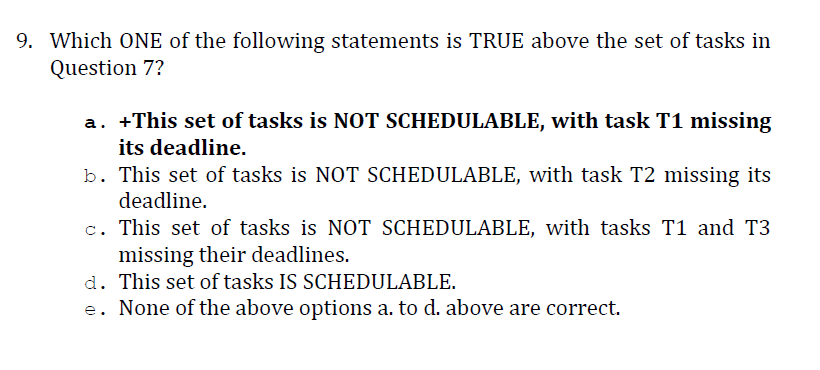 9. Which ONE of the following statements is TRUE above the set of tasks in
Question 7?
a. +This set of tasks is NOT SCHEDULABLE, with task T1 missing
its deadline.
b. This set of tasks is NOT SCHEDULABLE, with task T2 missing its
deadline.
c. This set of tasks is NOT SCHEDULABLE, with tasks T1 and T3
missing their deadlines.
d. This set of tasks IS SCHEDULABLE.
e. None of the above options a. to d. above are correct.